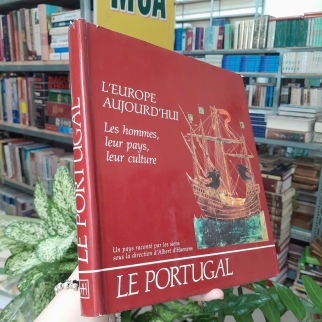 MUA
L'EUROPE
AUJOURD'HUI
Les hommes,
leur pays,
leur culture
Un pays raconté par les siens
sous la direction d'Albert d'Haenens
LE PORTUGAL
LE PORTUGAL